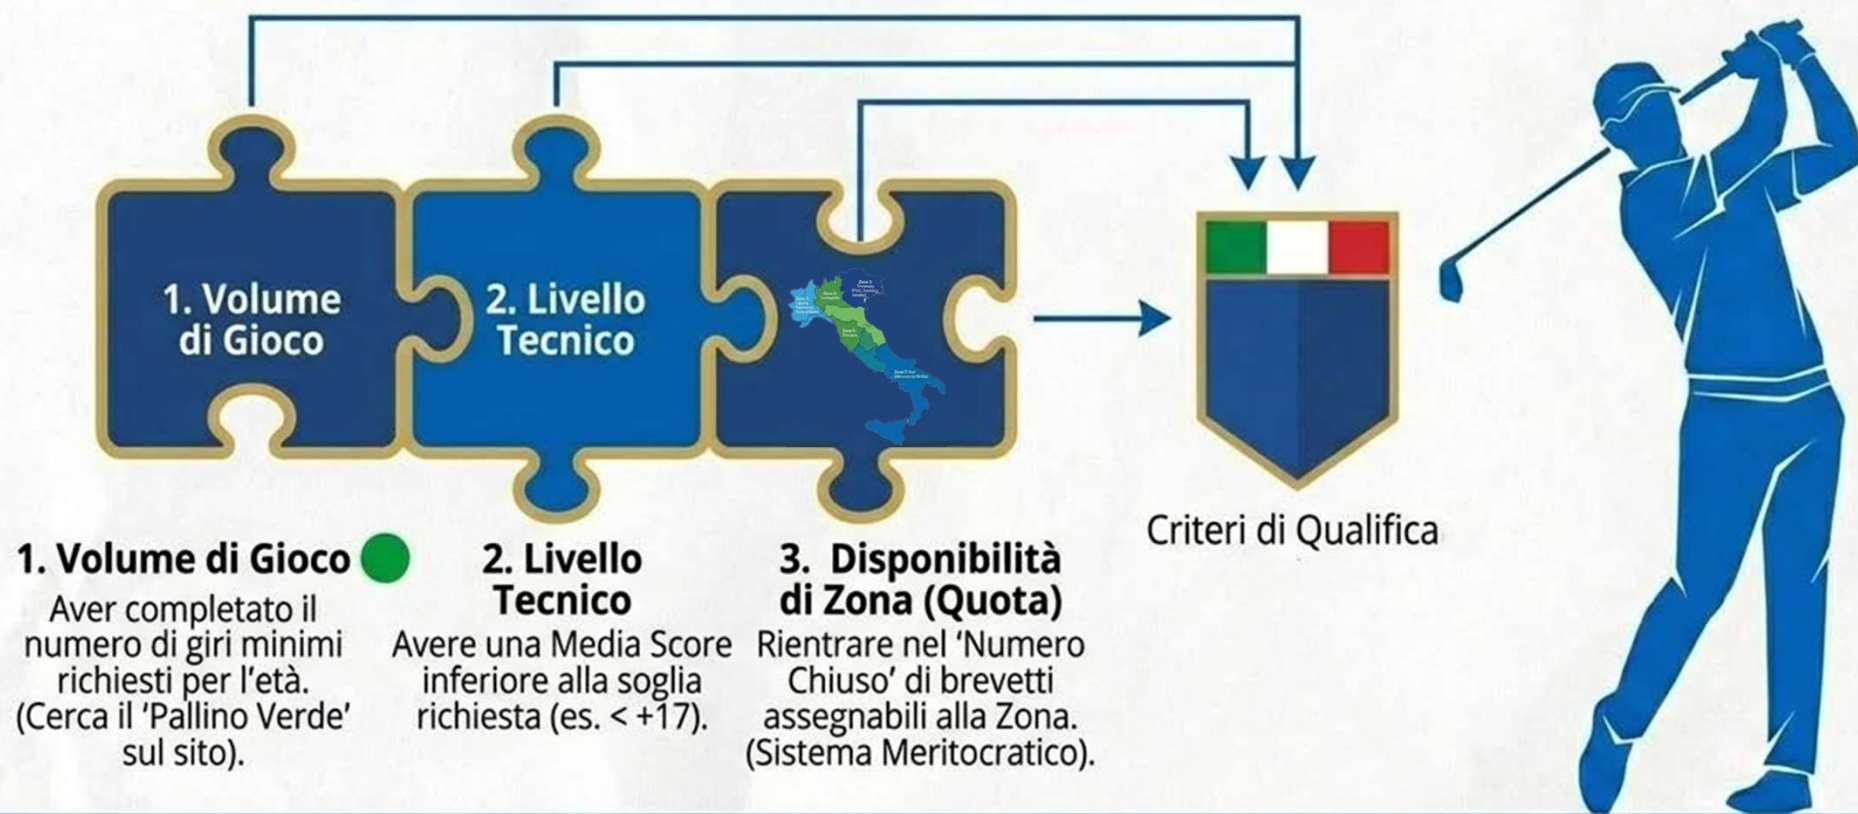 1. Volume
di Gioco
2. Livello
Tecnico
1. Volume di Gioco
Aver completato il
numero di giri minimi
richiesti per l'età.
(Cerca il 'Pallino Verde'
sul sito).
2. Livello
Tecnico
Avere una Media Score
inferiore alla soglia
richiesta (es. < +17).
3. Disponibilità
di Zona (Quota)
Rientrare nel 'Numero
Chiuso' di brevetti
assegnabili alla Zona.
(Sistema Meritocratico).
Criteri di Qualifica